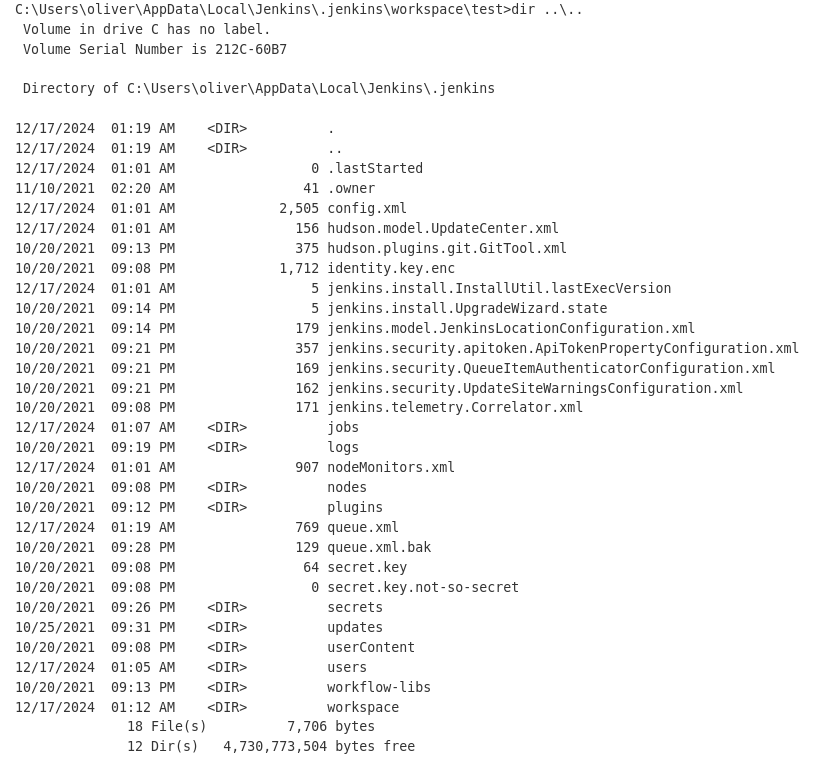 C:\Users\oliver\AppData\Local\Jenkins\.jenkins\workspace\test>dir ..\..
 Volume in drive C has no label.
 Volume Serial Number is 212C-60B7

 Directory of C:\Users\oliver\AppData\Local\Jenkins\.jenkins

12/17/2024  01:19 AM    <DIR>          .
12/17/2024  01:19 AM    <DIR>          ..
12/17/2024  01:01 AM                 0 .lastStarted
11/10/2021  02:20 AM                41 .owner
12/17/2024  01:01 AM             2,505 config.xml
12/17/2024  01:01 AM               156 hudson.model.UpdateCenter.xml
10/20/2021  09:13 PM               375 hudson.plugins.git.GitTool.xml
10/20/2021  09:08 PM             1,712 identity.key.enc
12/17/2024  01:01 AM                 5 jenkins.install.InstallUtil.lastExecVersion
10/20/2021  09:14 PM                 5 jenkins.install.UpgradeWizard.state
10/20/2021  09:14 PM               179 jenkins.model.JenkinsLocationConfiguration.xml
10/20/2021  09:21 PM               357 jenkins.security.apitoken.ApiTokenPropertyConfiguration.xml
10/20/2021  09:21 PM               169 jenkins.security.QueueItemAuthenticatorConfiguration.xml
10/20/2021  09:21 PM               162 jenkins.security.UpdateSiteWarningsConfiguration.xml
10/20/2021  09:08 PM               171 jenkins.telemetry.Correlator.xml
12/17/2024  01:07 AM    <DIR>          jobs
10/20/2021  09:19 PM    <DIR>          logs
12/17/2024  01:01 AM               907 nodeMonitors.xml
10/20/2021  09:08 PM    <DIR>          nodes
10/20/2021  09:12 PM    <DIR>          plugins
12/17/2024  01:19 AM               769 queue.xml
10/20/2021  09:28 PM               129 queue.xml.bak
10/20/2021  09:08 PM                64 secret.key
10/20/2021  09:08 PM                 0 secret.key.not-so-secret
10/20/2021  09:26 PM    <DIR>          secrets
10/25/2021  09:31 PM    <DIR>          updates
10/20/2021  09:08 PM    <DIR>          userContent
12/17/2024  01:05 AM    <DIR>          users
10/20/2021  09:13 PM    <DIR>          workflow-libs
12/17/2024  01:12 AM    <DIR>          workspace
              18 File(s)          7,706 bytes
              12 Dir(s)   4,730,773,504 bytes free